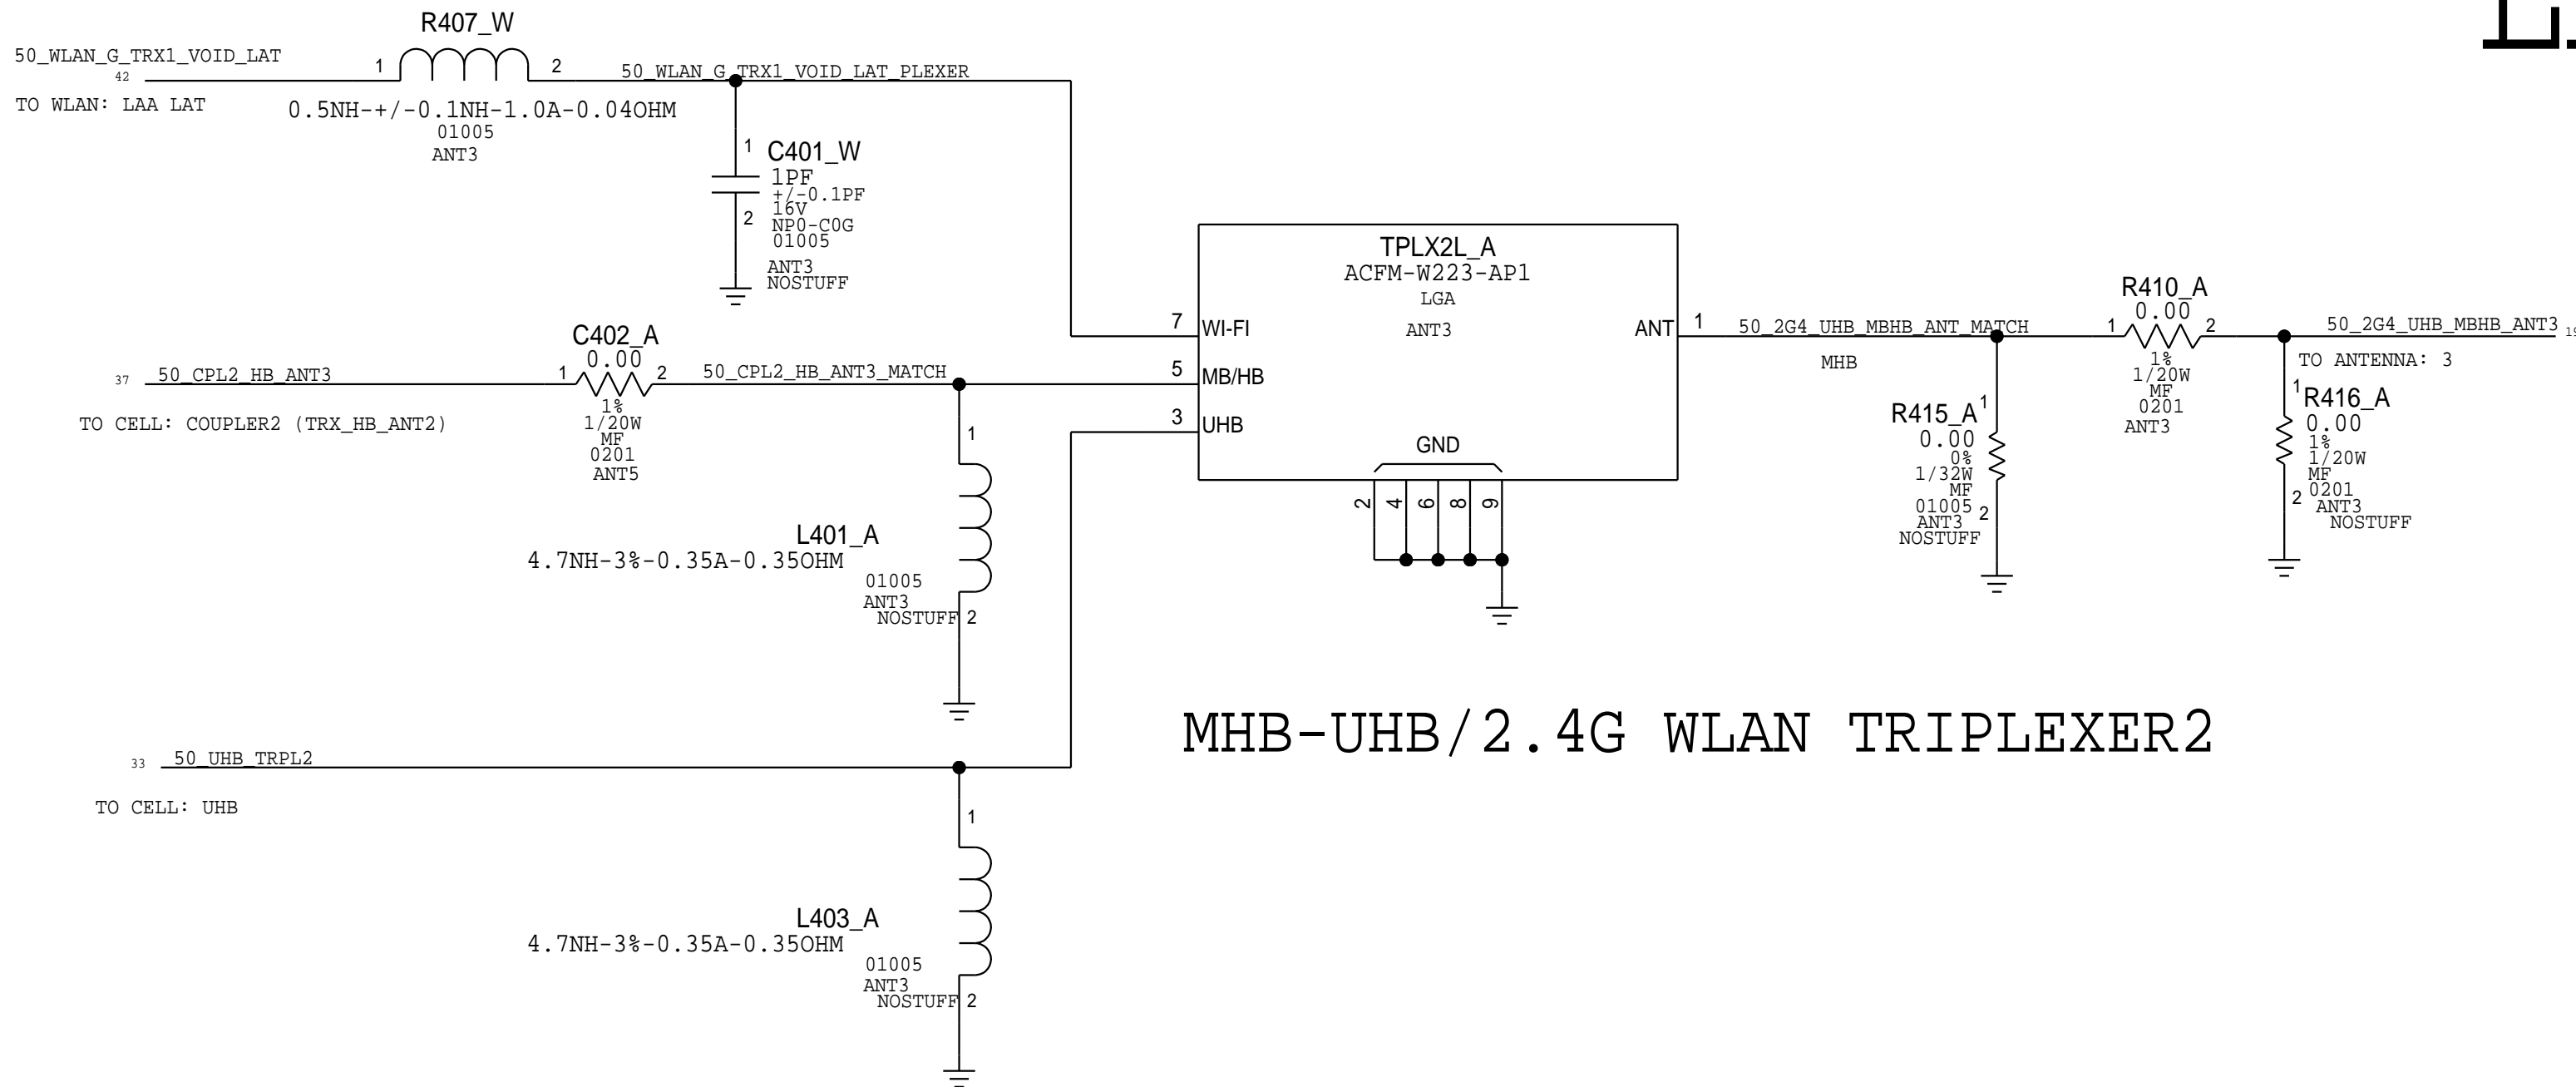 R407_W
50_WLAN_G_TRX1_VOID_LAT
42
1
2
50_WLAN_G_TRX1_VOID_LAT_PLEXER
TO WLAN: LAA LAT
0.5NH-+/-0.1NH-1.0A-0.04OHM
01005
ANT3
1
C401_W
1PF
+/-0.1PF
16V
2
NP0-C0G
01005
ANT3
NOSTUFF
C402_A
0.00
37
50_CPL2_HB_ANT3
1
2
50_CPL2_HB_ANT3_MATCH
TO CELL: COUPLER2 (TRX_HB_ANT2)
1%
1/20W
MF
0201
ANT5
1
L401_A
4.7NH-3%-0.35A-0.35OHM
01005
ANT3
NOSTUFF
2
33
50_UHB_TRPL2
TO CELL: UHB
1
L403_A
4.7NH-3%-0.35A-0.35OHM
01005
ANT3
NOSTUFF
2
TPLX2L_A
ACFM-W223-AP1
LGA
ANT3
7
WI-FI
5
MB/HB
3
UHB
ANT
1
GND
2
4
6
8
9
50_2G4_UHB_MBHB_ANT_MATCH
MHB
R410_A
0.00
1
2
1%
1/20W
MF
0201
ANT3
50_2G4_UHB_MBHB_ANT3
TO ANTENNA: 3
R415_A
1
0.00
0%
1/32W
MF
01005
ANT3
2
NOSTUFF
1
R416_A
0.00
1%
1/20W
MF
0201
2
ANT3
NOSTUFF
MHB-UHB/2.4G WLAN TRIPLEXER2